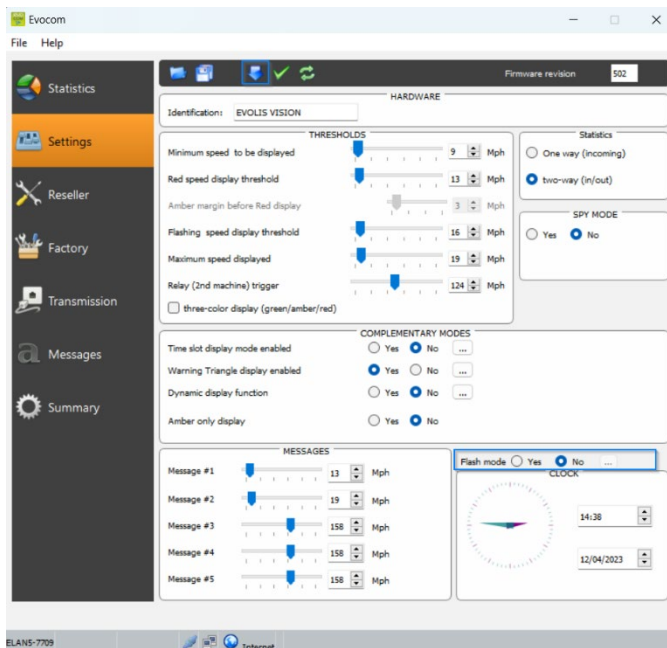 Evocom
File Help
Firmware revision 502
Statistics
Settings
Reseller
Factory
Transmission
Messages
Summary
HARDWARE
Identification: EVOLIS VISION
THRESHOLDS
Minimum speed to be displayed 9 Mph
Red speed display threshold 13 Mph
Amber margin before Red display 3 Mph
Flashing speed display threshold 16 Mph
Maximum speed displayed 19 Mph
Relay (2nd machine) trigger 124 Mph
three-color display (green/amber/red)
Statistics
One way (incoming)
two-way (in/out)
SPY MODE
Yes No
COMPLEMENTARY MODES
Time slot display mode enabled Yes No ...
Warning Triangle display enabled Yes No ...
Dynamic display function Yes No ...
Amber only display Yes No
MESSAGES
Message #1 13 Mph
Message #2 19 Mph
Message #3 158 Mph
Message #4 158 Mph
Message #5 158 Mph
Flash mode Yes No ...
CLOCK
14:38
12/04/2023
ELAN5-7709
Internet